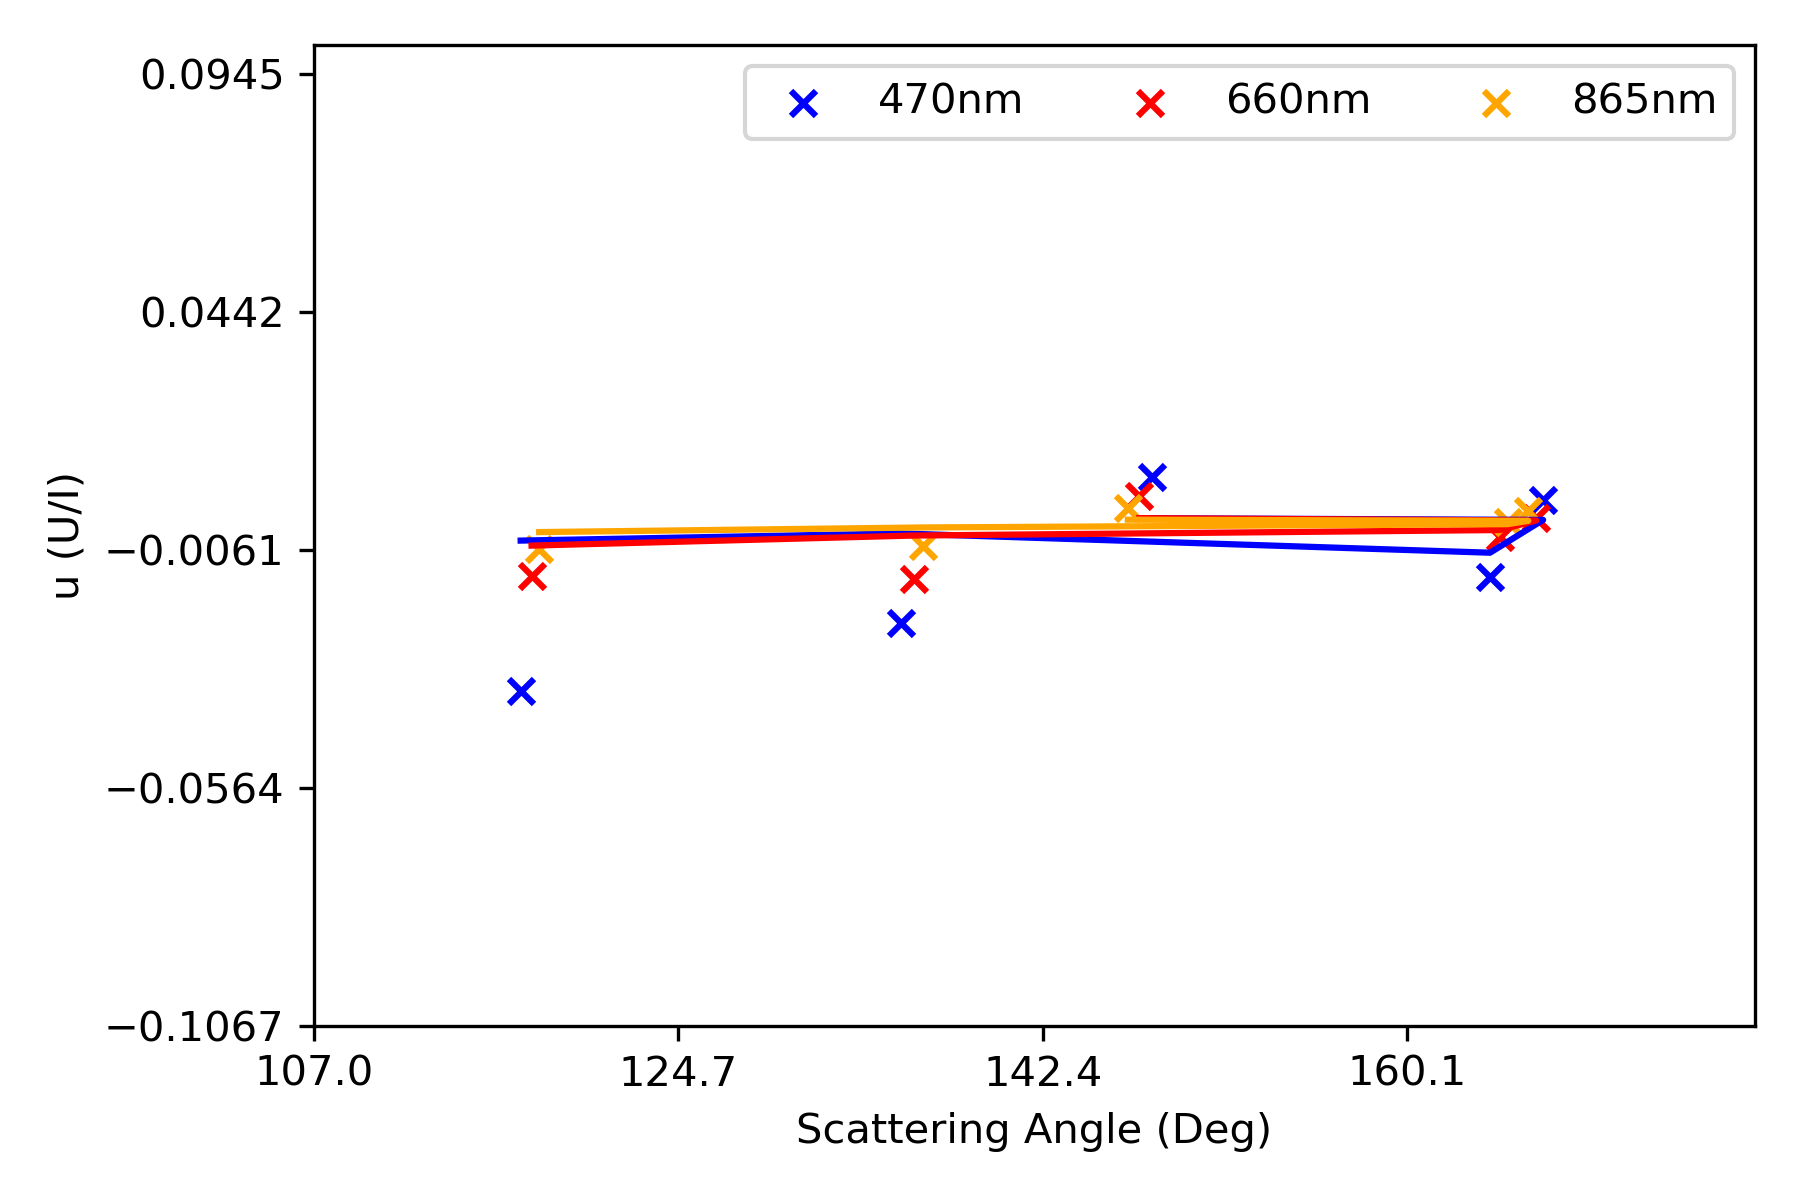 470nm 660nm 865nm
0.0945
0.0442
−0.0061
−0.0564
−0.1067
u (U/I)
107.0 124.7 142.4 160.1
Scattering Angle (Deg)